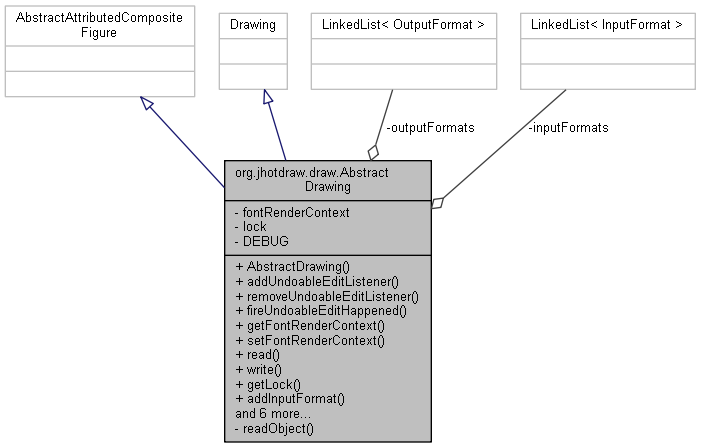 AbstractAttributedComposite
Figure
Drawing
LinkedList< OutputFormat >
LinkedList< InputFormat >
-outputFormats
-inputFormats
org.jhotdraw.draw.Abstract
Drawing
- fontRenderContext
- lock
- DEBUG
+ AbstractDrawing()
+ addUndoableEditListener()
+ removeUndoableEditListener()
+ fireUndoableEditHappened()
+ getFontRenderContext()
+ setFontRenderContext()
+ read()
+ write()
+ getLock()
+ addInputFormat()
and 6 more...
- readObject()